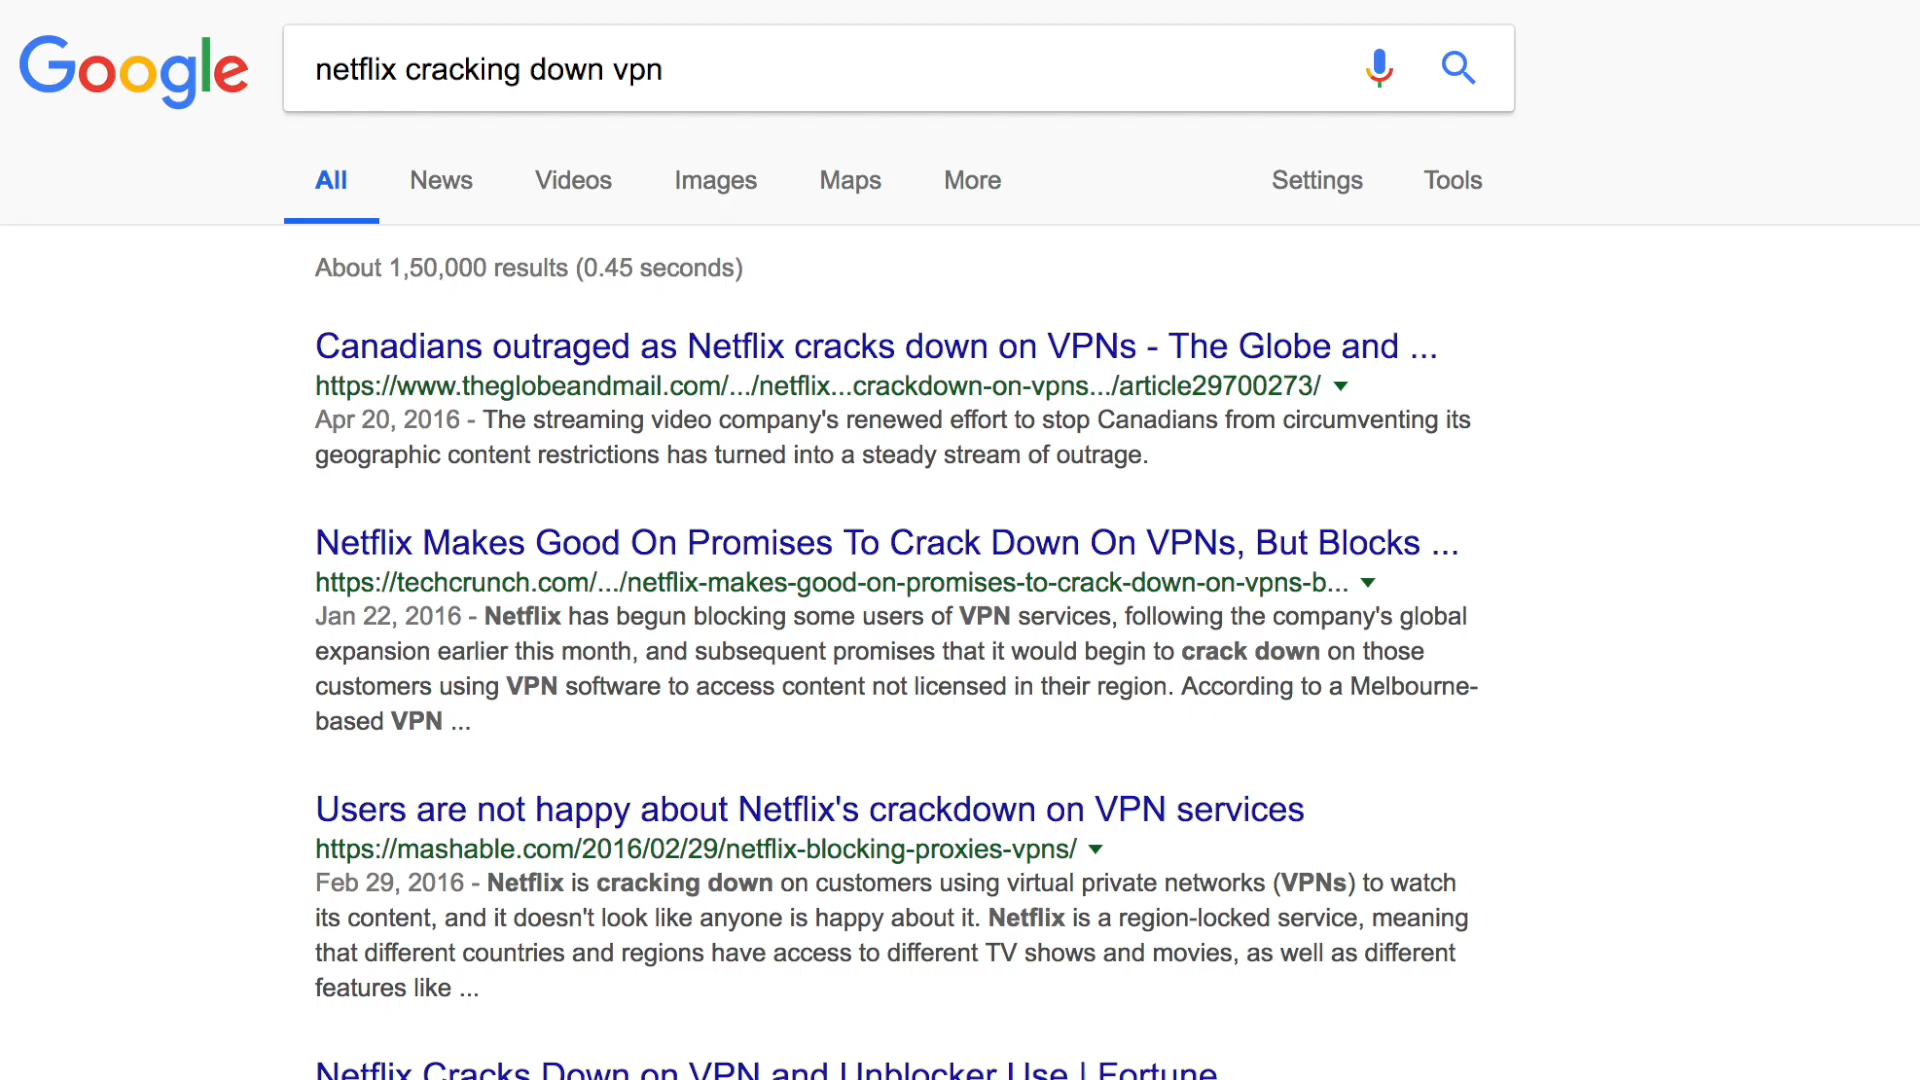 Google
netflix cracking down vpn
All News Videos Images Maps More Settings Tools
About 1,50,000 results (0.45 seconds)
Canadians outraged as Netflix cracks down on VPNs - The Globe and ...
https://www.theglobeandmail.com/.../netflix...crackdown-on-vpns.../article29700273/
Apr 20, 2016 - The streaming video company's renewed effort to stop Canadians from circumventing its
geographic content restrictions has turned into a steady stream of outrage.
Netflix Makes Good On Promises To Crack Down On VPNs, But Blocks ...
https://techcrunch.com/.../netflix-makes-good-on-promises-to-crack-down-on-vpns-b...
Jan 22, 2016 - Netflix has begun blocking some users of VPN services, following the company's global
expansion earlier this month, and subsequent promises that it would begin to crack down on those
customers using VPN software to access content not licensed in their region. According to a Melbourne-
based VPN ...
Users are not happy about Netflix's crackdown on VPN services
https://mashable.com/2016/02/29/netflix-blocking-proxies-vpns/
Feb 29, 2016 - Netflix is cracking down on customers using virtual private networks (VPNs) to watch
its content, and it doesn't look like anyone is happy about it. Netflix is a region-locked service, meaning
that different countries and regions have access to different TV shows and movies, as well as different
features like ...
Netflix Cracks Down on VPN and Unblocker Use | Fortune